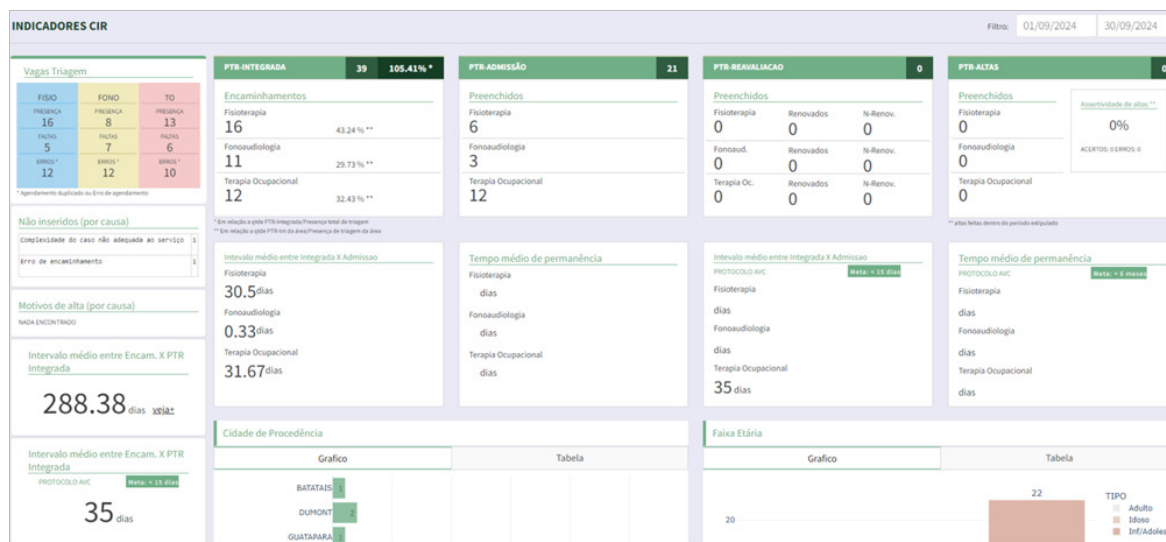 INDICADORES CIR
Filtro: 01/09/2024 30/09/2024
Vagas Triagem
FISIO FONO TO
PRESENÇA PRESENÇA PRESENÇA
16 8 13
FALTAS FALTAS FALTAS
5 7 6
ERROS * ERROS * ERROS *
12 12 10
* Agendamento duplicado ou Erro de agendamento
Não inseridos (por causa)
Complexidade do caso não adequada ao serviço 1
Erro de encaminhamento 1
Motivos de alta (por causa)
NADA ENCONTRADO
Intervalo médio entre Encam. X PTR
Integrada
288.38 dias veja+
Intervalo médio entre Encam. X PTR
Integrada
PROTOCOLO AVC Meta: < 15 dias
35 dias
PTR-INTEGRADA 39 105.41% *
Encaminhamentos
Fisioterapia
16 43.24 % **
Fonoaudiologia
11 29.73 % **
Terapia Ocupacional
12 32.43 % **
* Em relação a qtde PTR-Integrada/Presença total de triagem
** Em relação a qtde PTR-Int da área/Presença de triagem da área
PTR-ADMISSÃO 21
Preenchidos
Fisioterapia
6
Fonoaudiologia
3
Terapia Ocupacional
12
PTR-REAVALIACAO 0
Preenchidos
Fisioterapia Renovados N-Renov.
0 0 0
Fonoaud. Renovados N-Renov.
0 0 0
Terapia Oc. Renovados N-Renov.
0 0 0
PTR-ALTAS 0
Preenchidos
Fisioterapia
0
Fonoaudiologia
0
Terapia Ocupacional
0
Assertividade de altas **
0%
ACERTOS: 0 ERROS: 0
** altas feitas dentro do período estipulado
Intevalo médio entre Integrada X Admissao
Fisioterapia
30.5 dias
Fonoaudiologia
0.33 dias
Terapia Ocupacional
31.67 dias
Tempo médio de permanência
Fisioterapia
dias
Fonoaudiologia
dias
Terapia Ocupacional
dias
Intevalo médio entre Integrada X Admissao
PROTOCOLO AVC Meta: < 15 dias
Fisioterapia
dias
Fonoaudiologia
dias
Terapia Ocupacional
35 dias
Tempo médio de permanência
PROTOCOLO AVC Meta: < 6 meses
Fisioterapia
dias
Fonoaudiologia
dias
Terapia Ocupacional
dias
Cidade de Procedência
Grafico Tabela
BATATAIS 1
DUMONT 2
GUATAPARA 1
Faixa Etária
Grafico Tabela
22
20
TIPO
Adulto
Idoso
Inf/Adoles